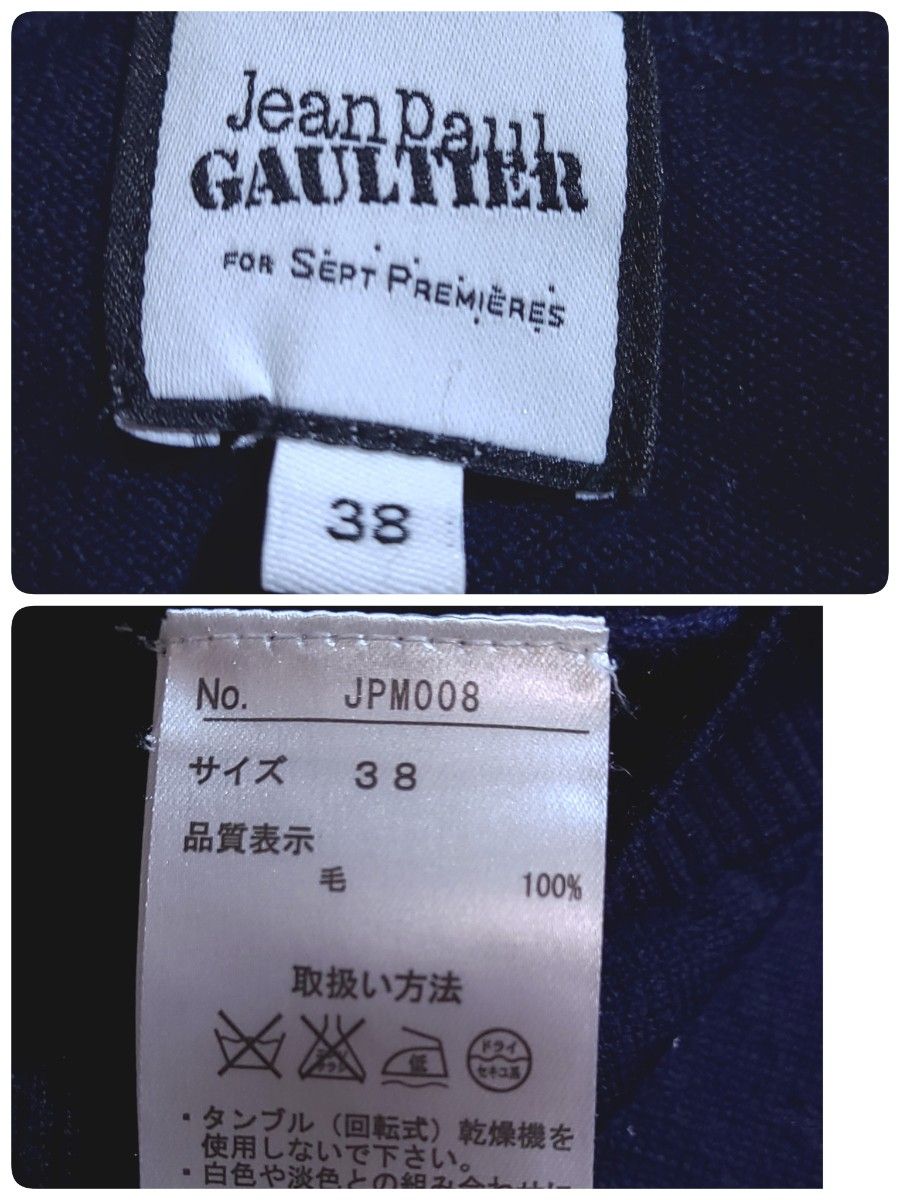 Jean Paul
GAULTIER
FOR SEPT PREMIÈRES
38
No. JPM008
サイズ 38
品質表示
毛 100%
取扱い方法
低
ドライ
セキユ系
・タンブル（回転式）乾燥機を
使用しないで下さい。
・白色や淡色との組み合わせに